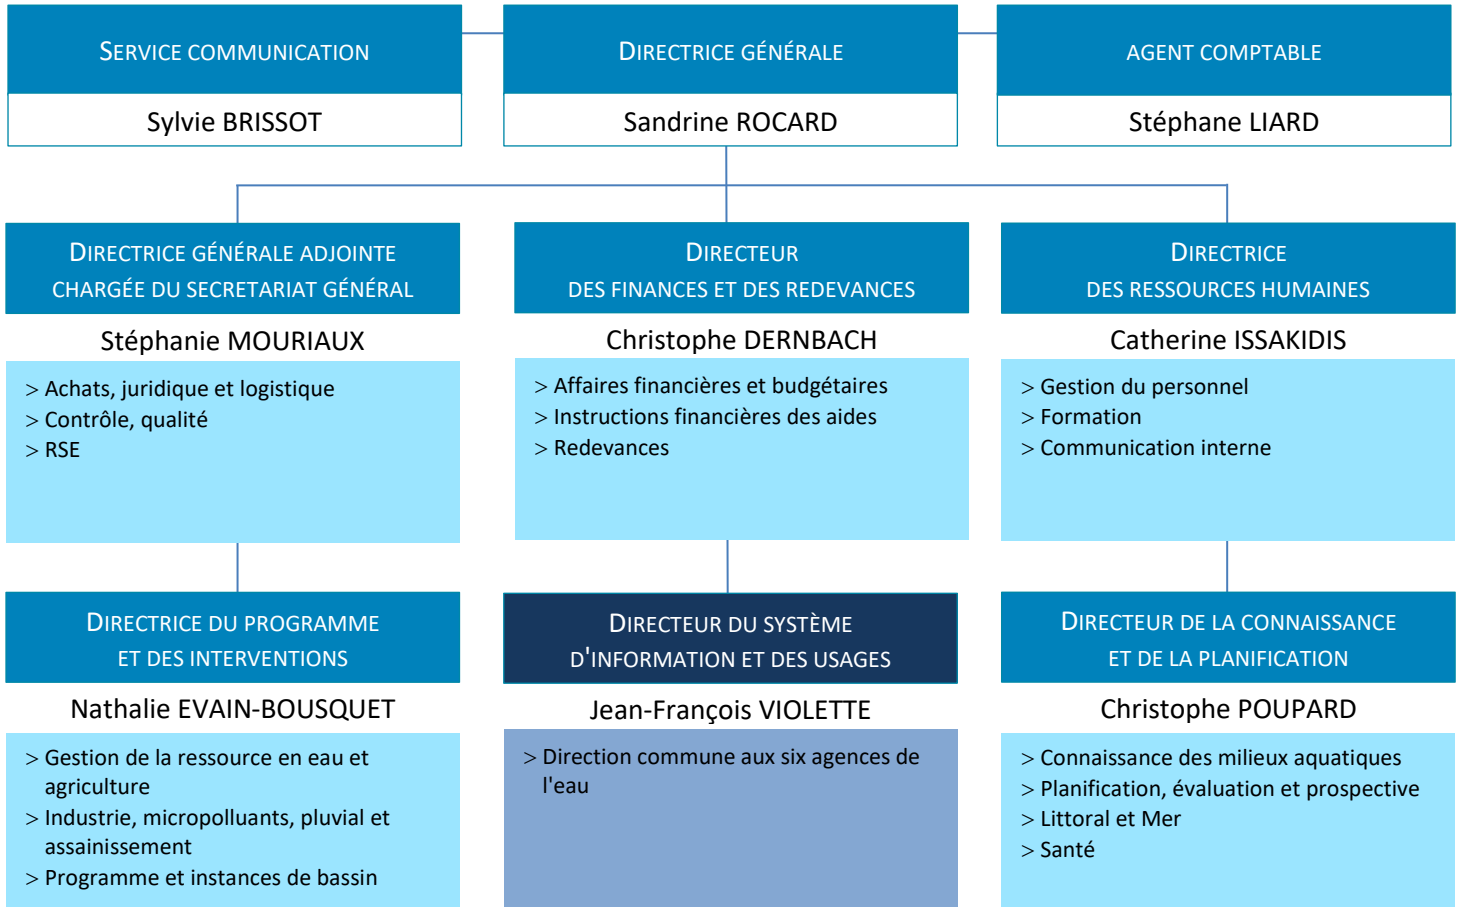 SERVICE COMMUNICATION
Sylvie BRISSOT
DIRECTRICE GÉNÉRALE
Sandrine ROCARD
AGENT COMPTABLE
Stéphane LIARD
DIRECTRICE GÉNÉRALE ADJOINTE
CHARGÉE DU SECRETARIAT GÉNÉRAL
Stéphanie MOURIAUX
> Achats, juridique et logistique
> Contrôle, qualité
> RSE
DIRECTEUR
DES FINANCES ET DES REDEVANCES
Christophe DERNBACH
> Affaires financières et budgétaires
> Instructions financières des aides
> Redevances
DIRECTRICE
DES RESSOURCES HUMAINES
Catherine ISSAKIDIS
> Gestion du personnel
> Formation
> Communication interne
DIRECTRICE DU PROGRAMME
ET DES INTERVENTIONS
Nathalie EVAIN-BOUSQUET
> Gestion de la ressource en eau et
agriculture
> Industrie, micropolluants, pluvial et
assainissement
> Programme et instances de bassin
DIRECTEUR DU SYSTÈME
D'INFORMATION ET DES USAGES
Jean-François VIOLETTE
> Direction commune aux six agences de
l'eau
DIRECTEUR DE LA CONNAISSANCE
ET DE LA PLANIFICATION
Christophe POUPARD
> Connaissance des milieux aquatiques
> Planification, évaluation et prospective
> Littoral et Mer
> Santé